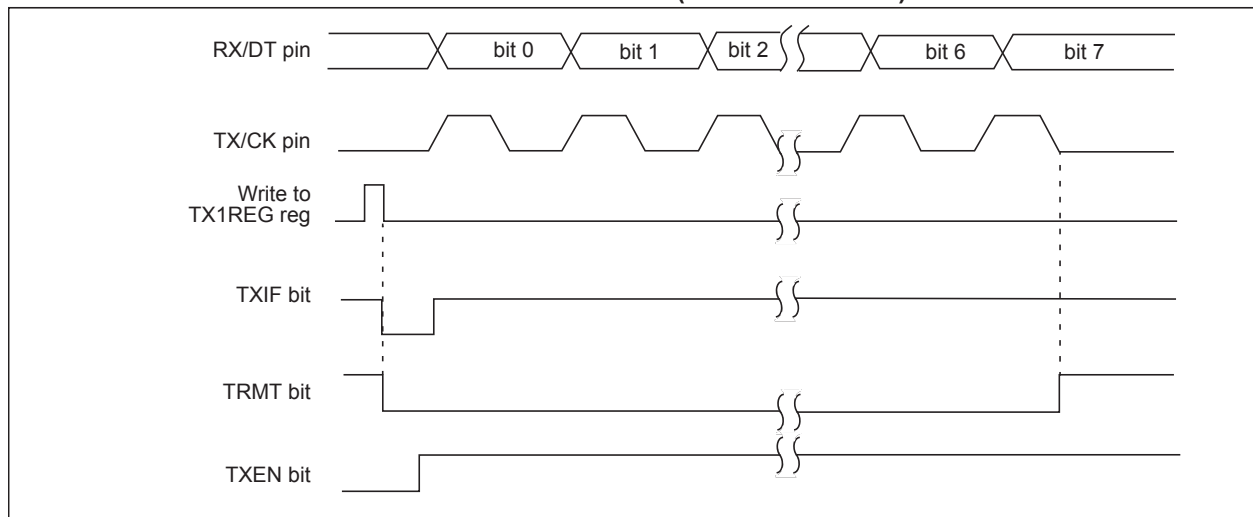 RX/DT pin
bit 0 bit 1 bit 2 bit 6 bit 7
TX/CK pin
Write to
TX1REG reg
TXIF bit
TRMT bit
TXEN bit